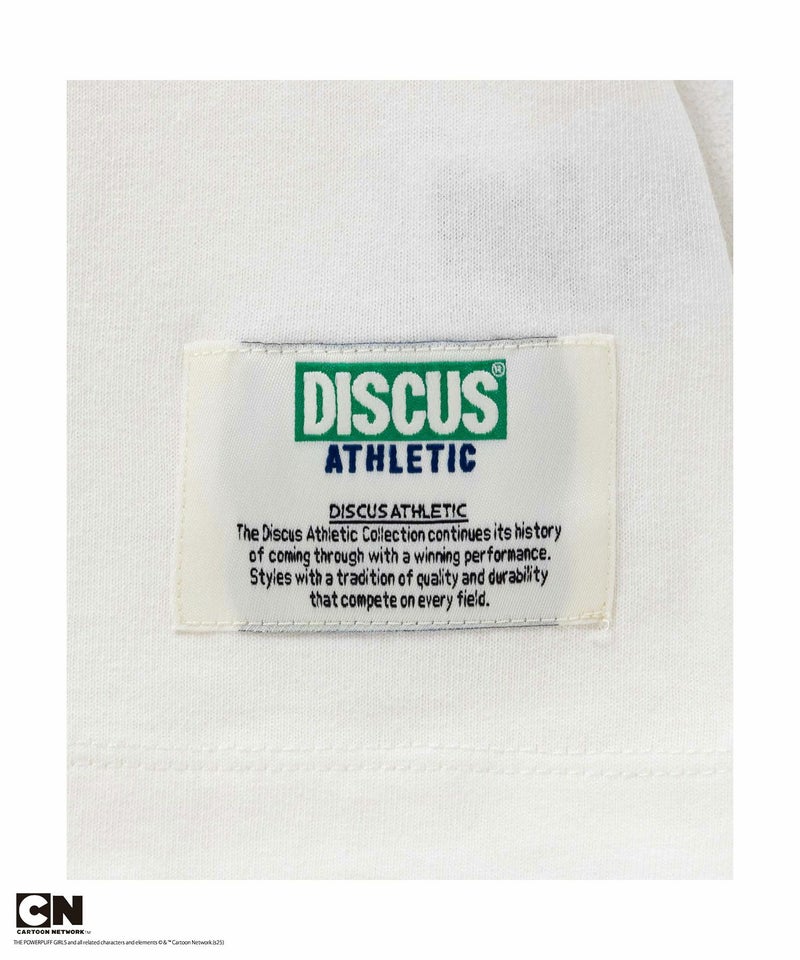 DISCUS®
ATHLETIC
DISCUS ATHLETIC
The Discus Athletic Collection continues its history
of coming through with a winning performance.
Styles with a tradition of quality and durability
that compete on every field.
CN
CARTOON NETWORK™
THE POWERPUFF GIRLS and all related characters and elements © & ™ Cartoon Network.(s25)